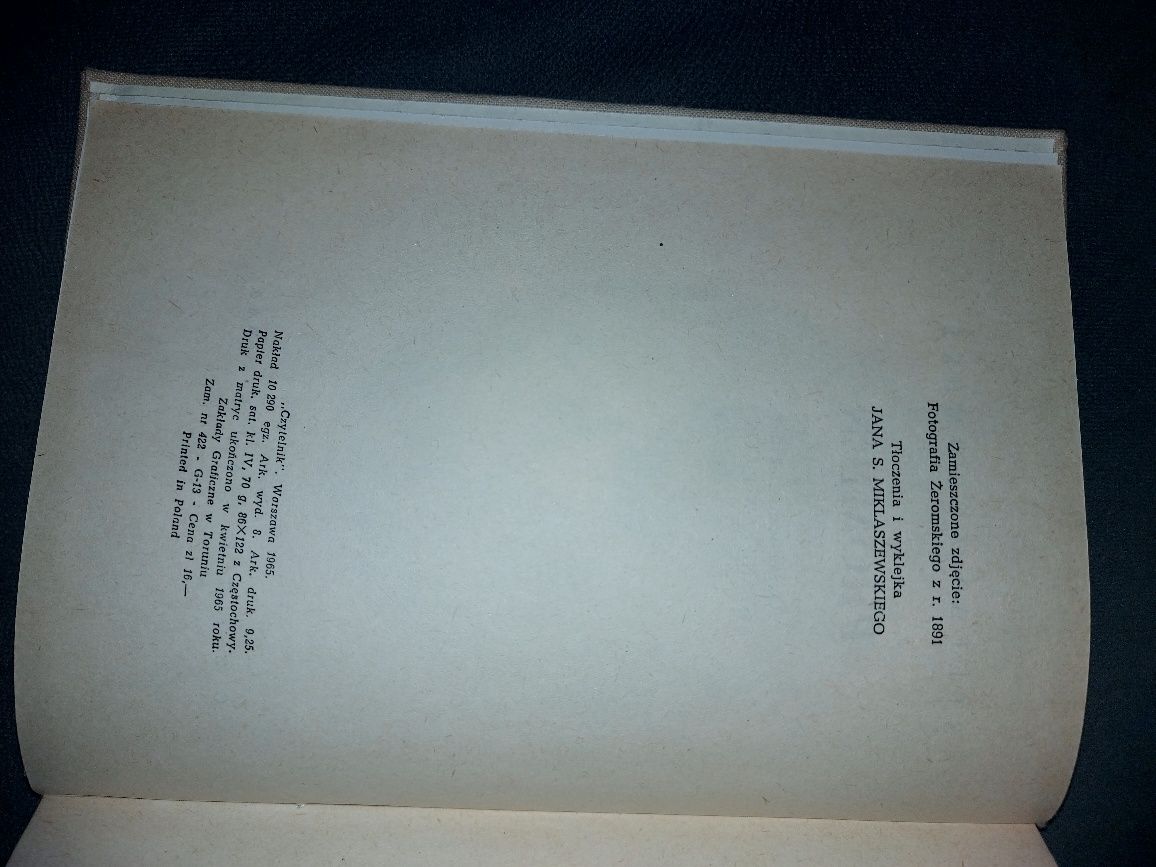 Zamieszczone zdjęcie:
Fotografia Żeromskiego z r. 1891
Tłoczenia i wyklejka
JANA S. MIKLASZEWSKIEGO
„Czytelnik". Warszawa 1965.
Nakład 10 290 egz. Ark. wyd. 8. Ark. druk. 9,25.
Papier druk. sat. kl. IV, 70 g, 86×122 z Częstochowy.
Druk z matryc ukończono w kwietniu 1965 roku.
Zakłady Graficzne w Toruniu
Zam. nr 422 - G-13 - Cena zł 16,—
Printed in Poland